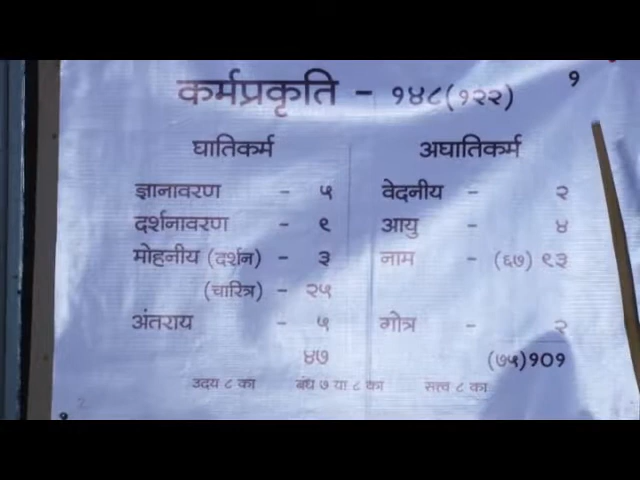 कर्मप्रकृति - १४८(१२२) १
घातिकर्म अघातिकर्म
ज्ञानावरण - ५ वेदनीय - २
दर्शनावरण - ९ आयु - ४
मोहनीय (दर्शन) - ३ नाम - (६७) ९३
(चारित्र) - २५
अंतराय - ५ गोत्र - २
४७ (७५)१०१
उदय ८ का बंध ७ या ८ का सत्त्व ८ का